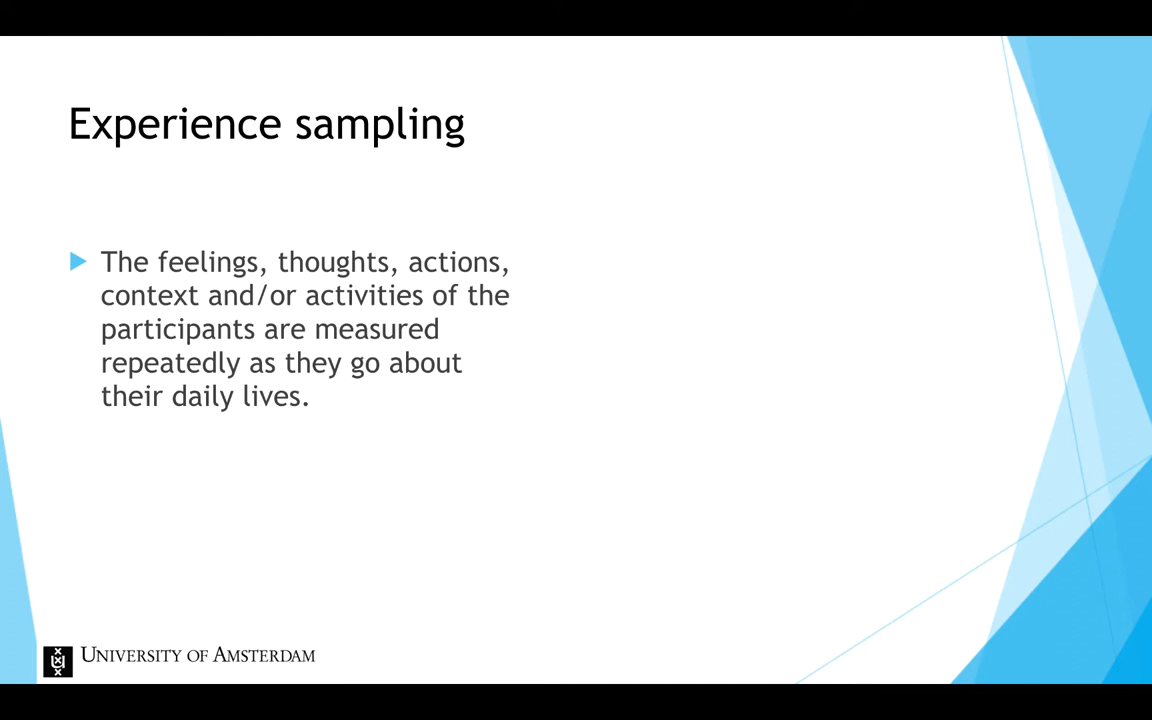 Experience sampling
The feelings, thoughts, actions,
context and/or activities of the
participants are measured
repeatedly as they go about
their daily lives.
UNIVERSITY OF AMSTERDAM